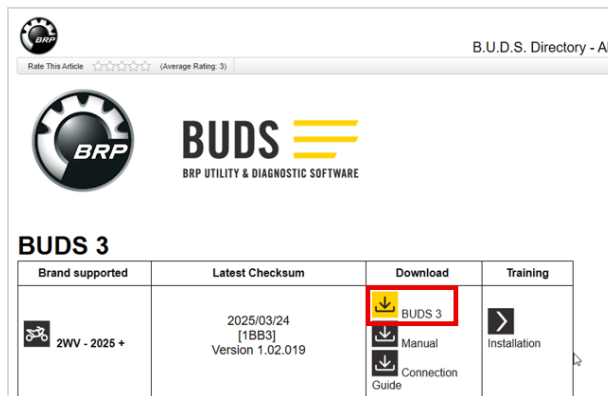 BRP
B.U.D.S. Directory - Al
Rate This Article (Average Rating: 3)
BRP
BUDS
BRP UTILITY & DIAGNOSTIC SOFTWARE
BUDS 3
Brand supported Latest Checksum Download Training
2WV - 2025 +
2025/03/24
[1BB3]
Version 1.02.019
BUDS 3
Manual
Connection
Guide
Installation